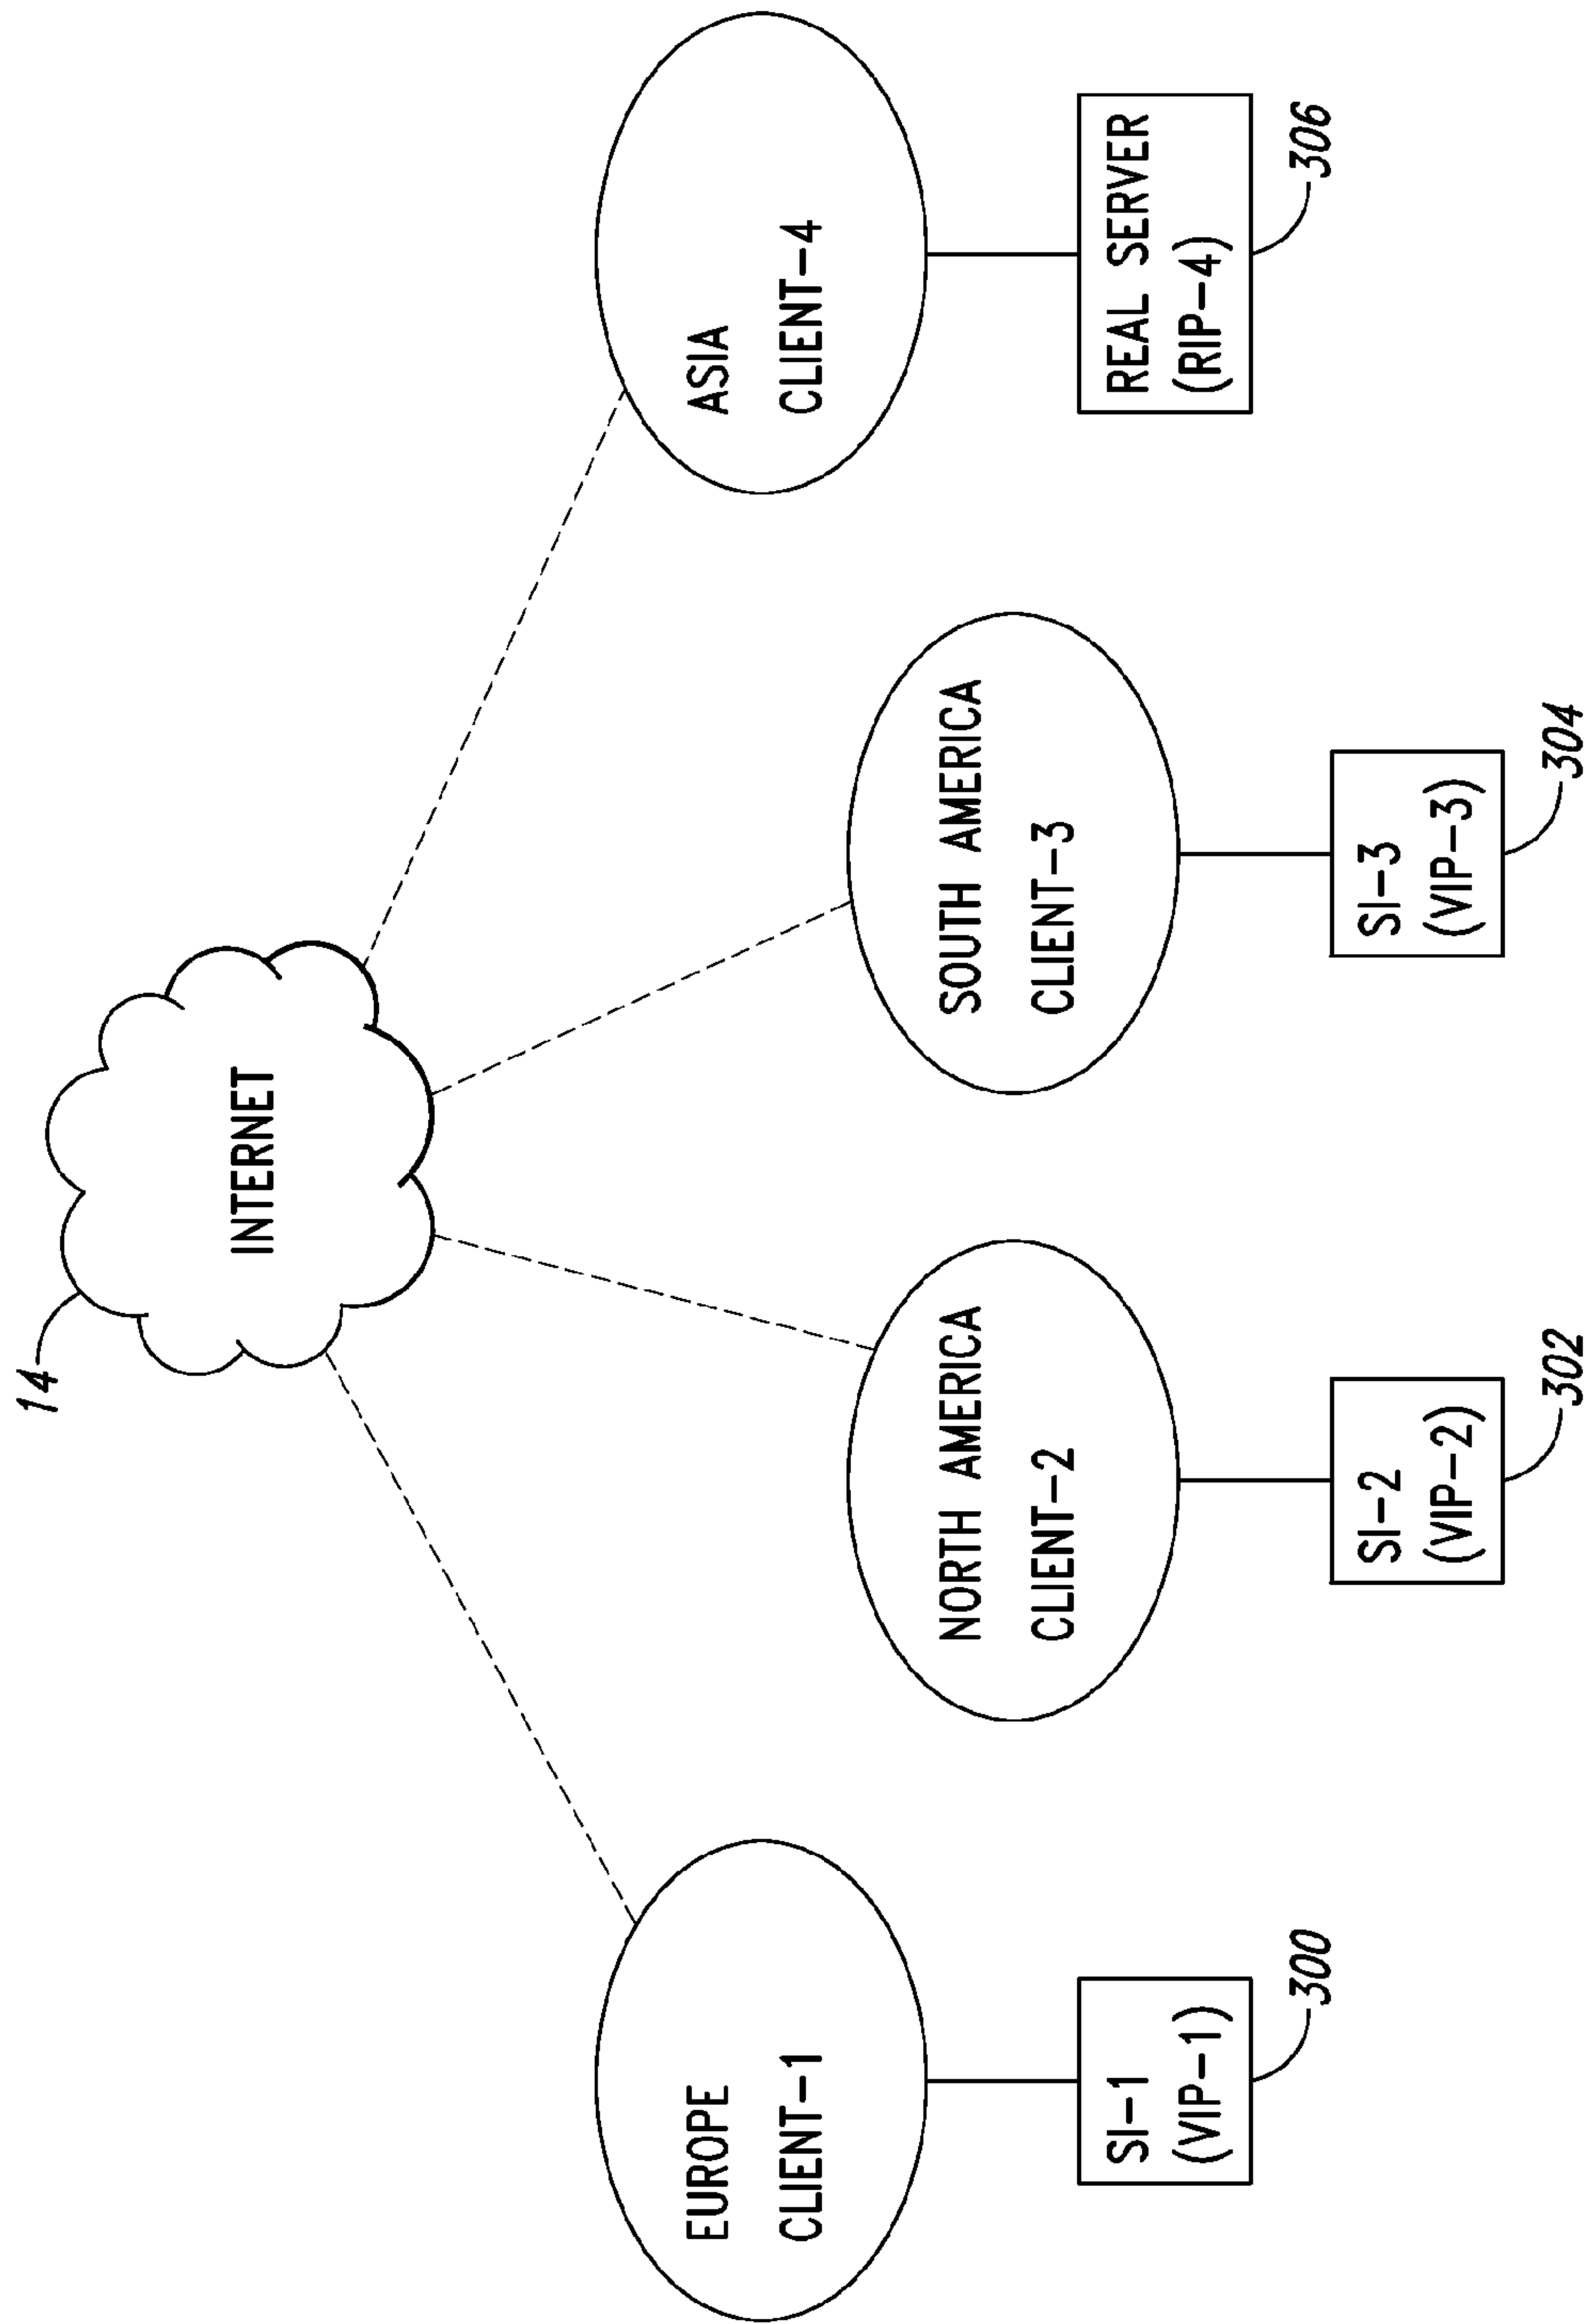 14
INTERNET
EUROPE
CLIENT-1
SI-1
(VIP-1)
300
NORTH AMERICA
CLIENT-2
SI-2
(VIP-2)
302
SOUTH AMERICA
CLIENT-3
SI-3
(VIP-3)
304
ASIA
CLIENT-4
REAL SERVER
(RIP-4)
306